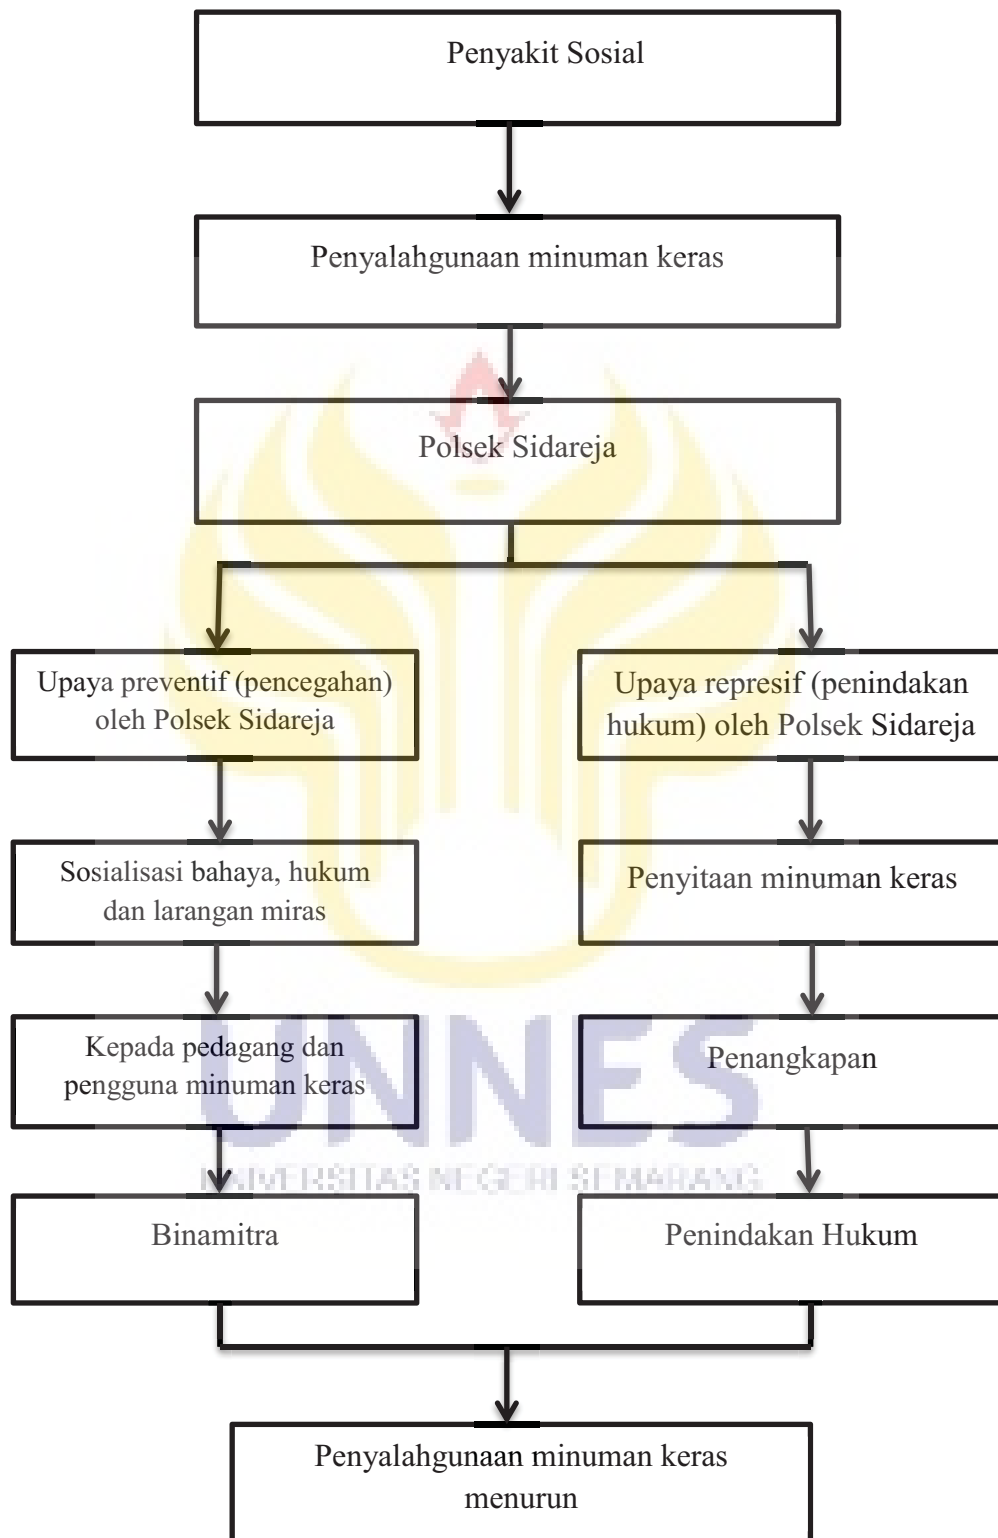 Penyakit Sosial
Penyalahgunaan minuman keras
Polsek Sidareja
Upaya preventif (pencegahan)
oleh Polsek Sidareja
Upaya represif (penindakan
hukum) oleh Polsek Sidareja
Sosialisasi bahaya, hukum
dan larangan miras
Penyitaan minuman keras
Kepada pedagang dan
pengguna minuman keras
Penangkapan
UNNES
UNIVERSITAS NEGERI SEMARANG
Binamitra
Penindakan Hukum
Penyalahgunaan minuman keras
menurun